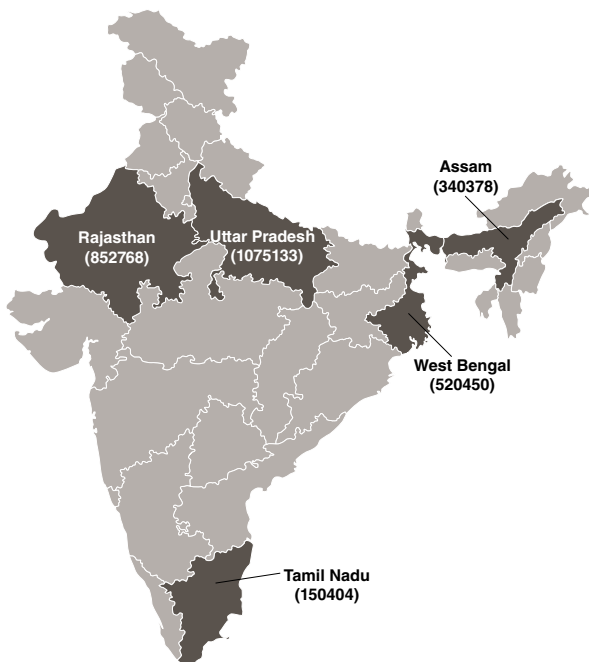 Assam
(340378)
Rajasthan
(852768)
Uttar Pradesh
(1075133)
West Bengal
(520450)
Tamil Nadu
(150404)